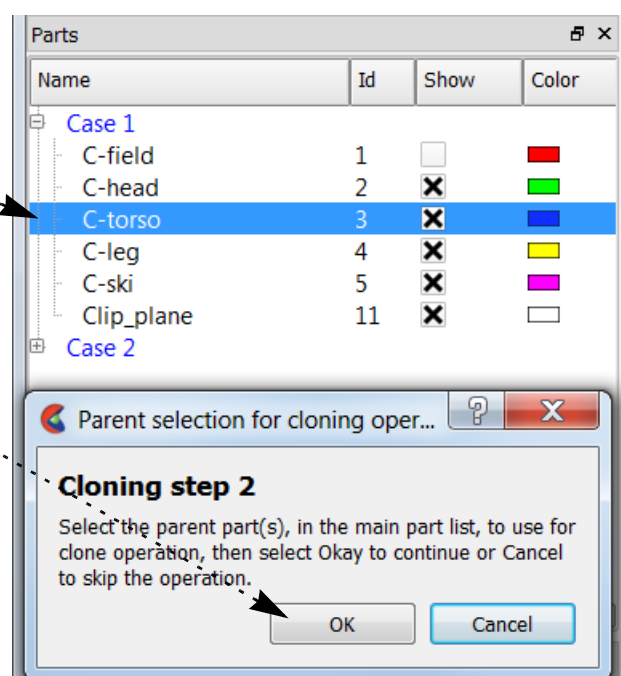 Parts
Name Id Show Color
Case 1
C-field 1
C-head 2
C-torso 3
C-leg 4
C-ski 5
Clip_plane 11
Case 2
Parent selection for cloning oper...
Cloning step 2
Select the parent part(s), in the main part list, to use for
clone operation, then select Okay to continue or Cancel
to skip the operation.
OK Cancel